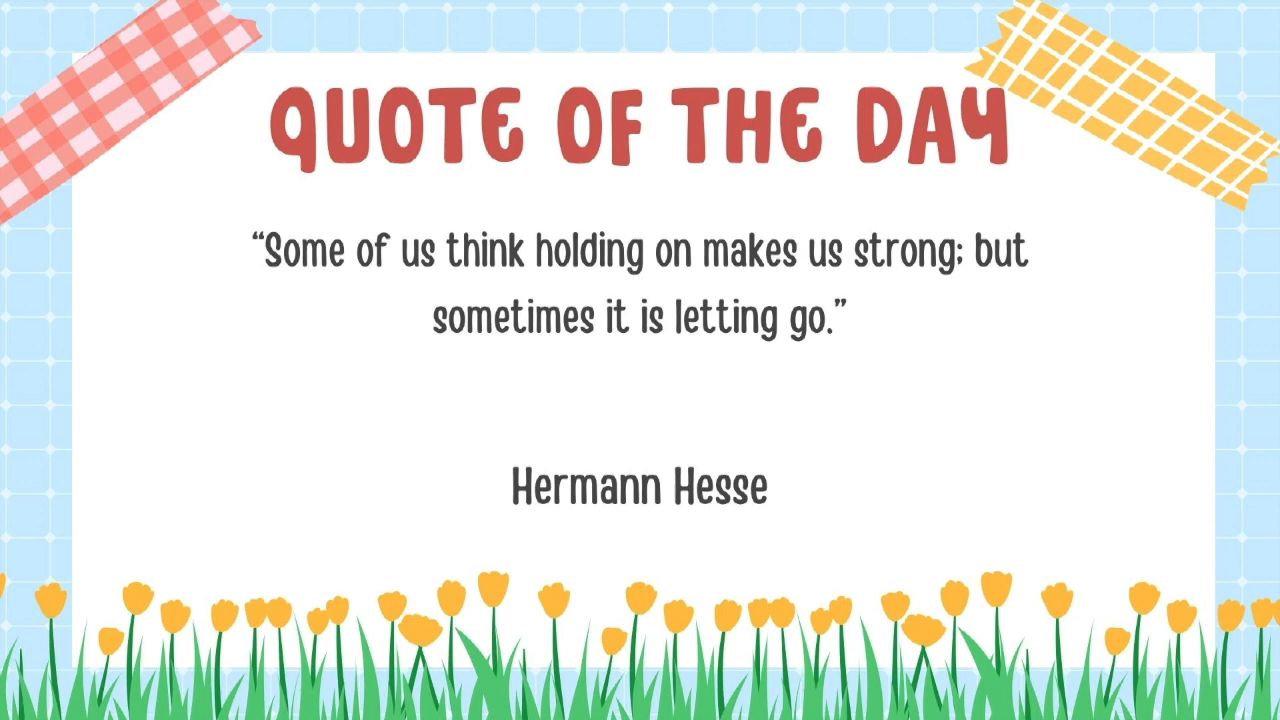 QUOTE OF THE DAY
“Some of us think holding on makes us strong; but
sometimes it is letting go.”
Hermann Hesse